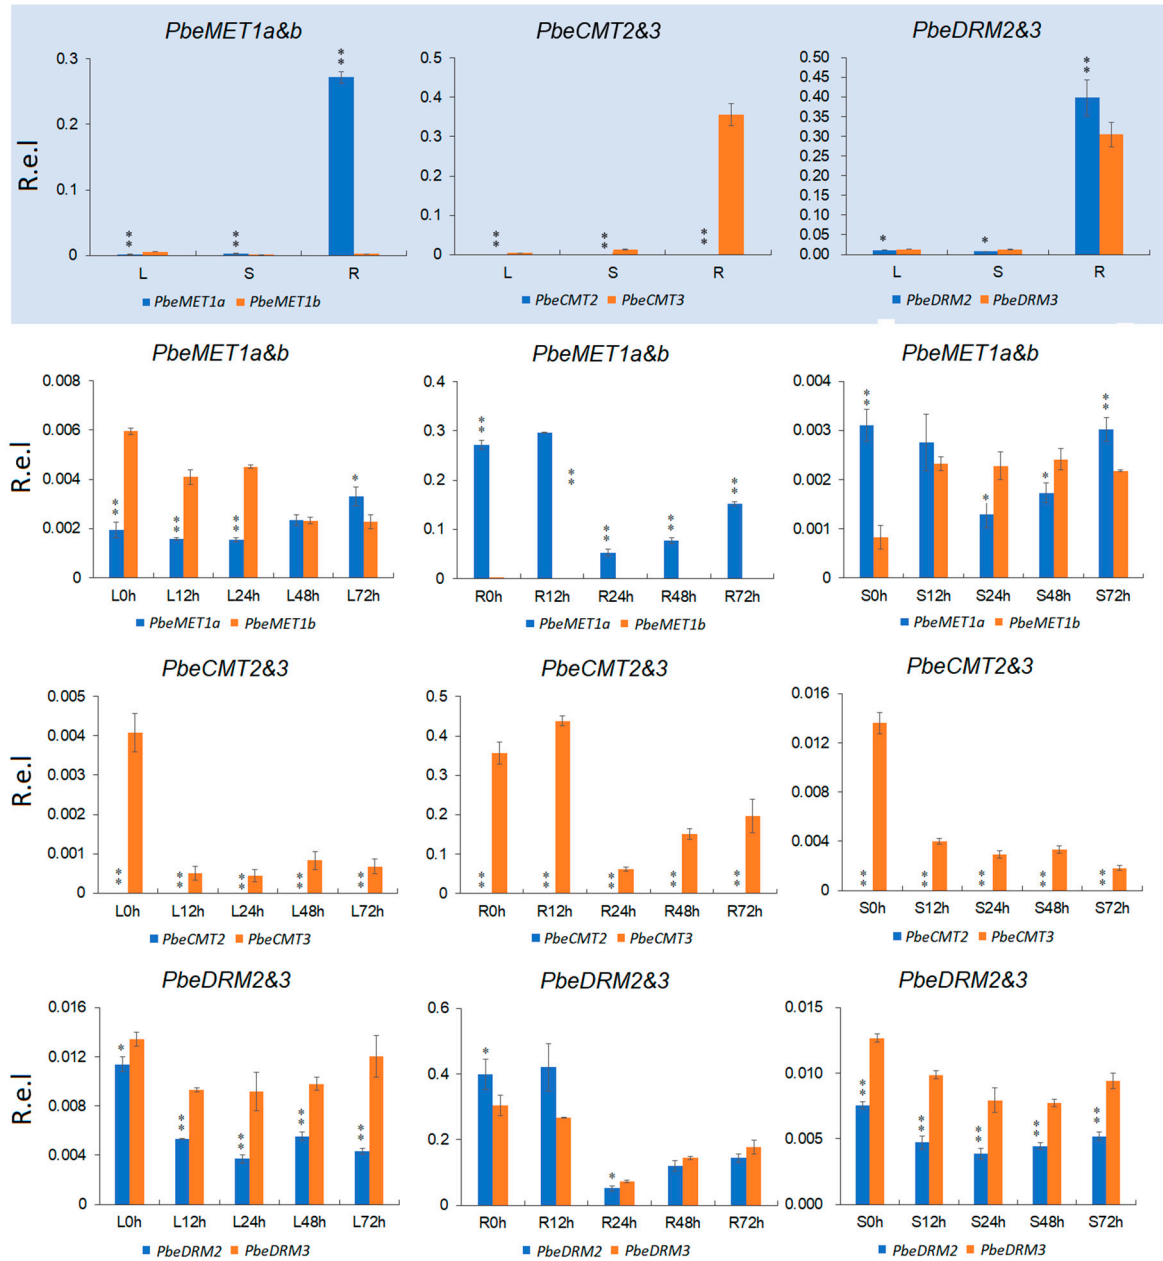 PbeMET1a&b
R.e.l
0.3
0.2
0.1
0
**
**
**
L S R
PbeMET1a PbeMET1b
PbeCMT2&3
0.5
0.4
0.3
0.2
0.1
0
**
**
**
L S R
PbeCMT2 PbeCMT3
PbeDRM2&3
0.50
0.45
0.40
0.35
0.30
0.25
0.20
0.15
0.10
0.05
0.00
*
*
**
L S R
PbeDRM2 PbeDRM3
PbeMET1a&b
R.e.l
0.008
0.006
0.004
0.002
0
**
**
**
*
L0h L12h L24h L48h L72h
PbeMET1a PbeMET1b
PbeMET1a&b
0.4
0.3
0.2
0.1
0
**
**
**
**
**
R0h R12h R24h R48h R72h
PbeMET1a PbeMET1b
PbeMET1a&b
0.004
0.003
0.002
0.001
0
**
*
*
**
S0h S12h S24h S48h S72h
PbeMET1a PbeMET1b
PbeCMT2&3
R.e.l
0.005
0.004
0.003
0.002
0.001
0
**
**
**
**
**
L0h L12h L24h L48h L72h
PbeCMT2 PbeCMT3
PbeCMT2&3
0.5
0.4
0.3
0.2
0.1
0
**
**
**
**
**
R0h R12h R24h R48h R72h
PbeCMT2 PbeCMT3
PbeCMT2&3
0.016
0.012
0.008
0.004
0
**
**
**
**
**
S0h S12h S24h S48h S72h
PbeCMT2 PbeCMT3
PbeDRM2&3
R.e.l
0.016
0.012
0.008
0.004
0
*
**
**
**
**
L0h L12h L24h L48h L72h
PbeDRM2 PbeDRM3
PbeDRM2&3
0.6
0.4
0.2
0
*
*
R0h R12h R24h R48h R72h
PbeDRM2 PbeDRM3
PbeDRM2&3
0.015
0.010
0.005
0.000
**
**
**
**
**
S0h S12h S24h S48h S72h
PbeDRM2 PbeDRM3